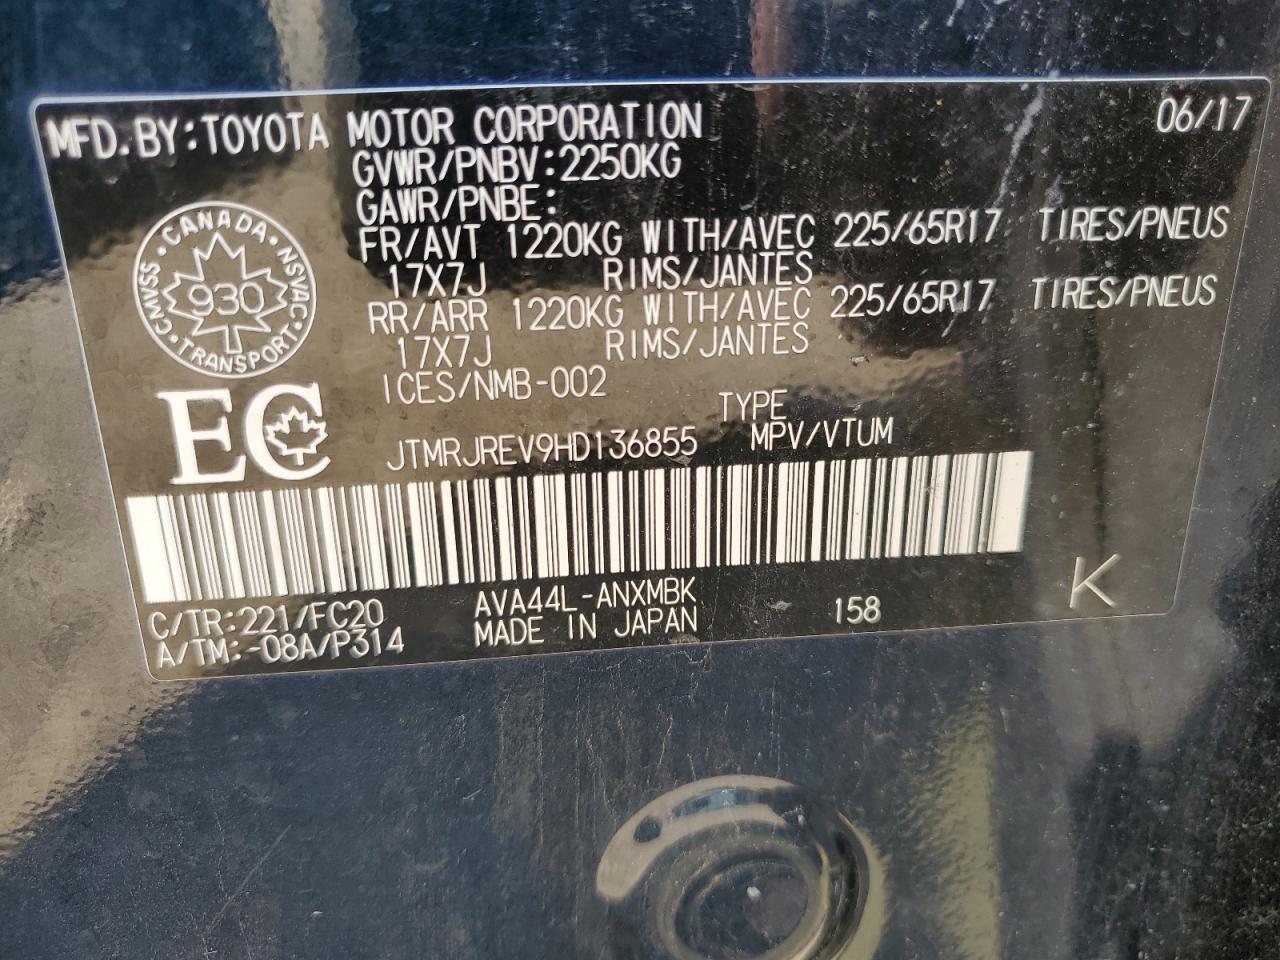 MFD. BY: TOYOTA MOTOR CORPORATION 06/17
GVWR/PNBV: 2250KG
GAWR/PNBE:
FR/AVT 1220KG WITH/AVEC 225/65R17 TIRES/PNEUS
17X7J RIMS/JANTES
RR/ARR 1220KG WITH/AVEC 225/65R17 TIRES/PNEUS
17X7J RIMS/JANTES
ICES/NMB-002
CANADA · NSVAC · TRANSPORT · CMVSS ·
930
EC
TYPE
JTMRJREV9HD136855 MPV/VTUM
C/TR: 221/FC20 AVA44L-ANXMBK 158 K
A/TM: -08A/P314 MADE IN JAPAN